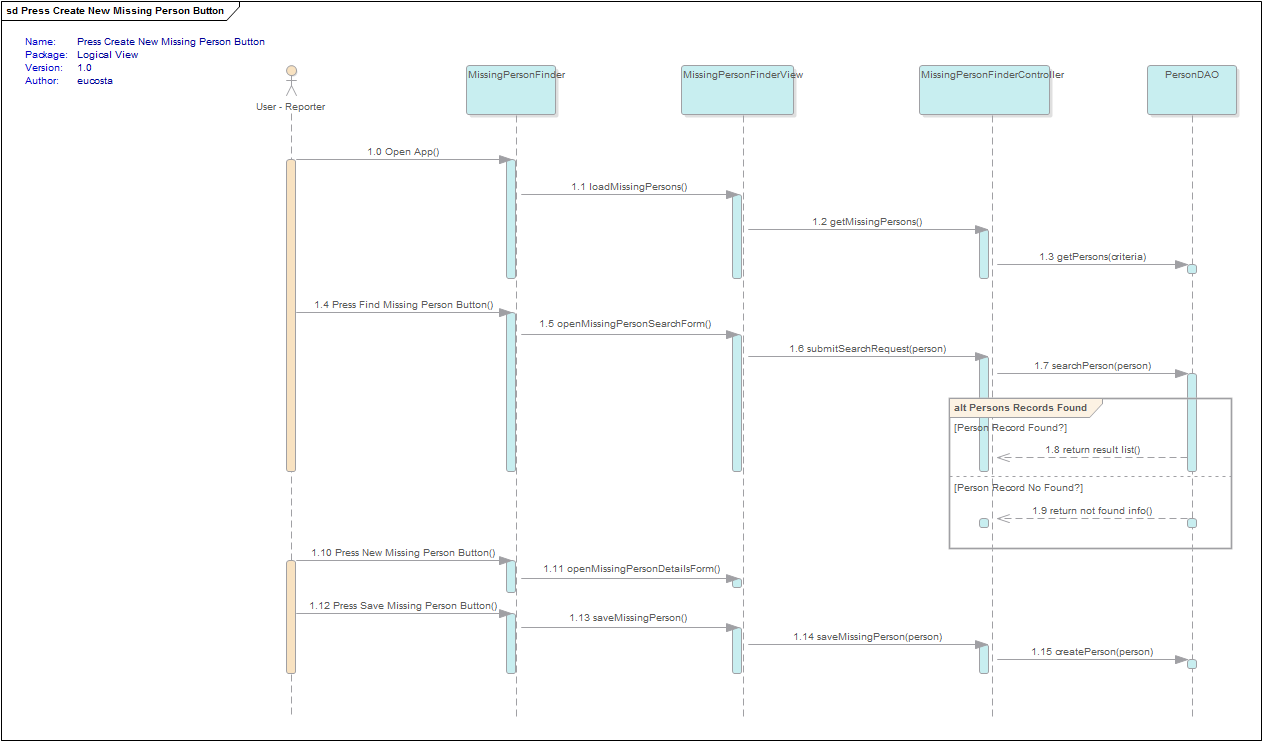 sd Press Create New Missing Person Button
Name: Press Create New Missing Person Button
Package: Logical View
Version: 1.0
Author: eucosta
User - Reporter
MissingPersonFinder
MissingPersonFinderView
MissingPersonFinderController
PersonDAO
1.0 Open App()
1.1 loadMissingPersons()
1.2 getMissingPersons()
1.3 getPersons(criteria)
1.4 Press Find Missing Person Button()
1.5 openMissingPersonSearchForm()
1.6 submitSearchRequest(person)
1.7 searchPerson(person)
alt Persons Records Found
[Person Record Found?]
1.8 return result list()
[Person Record No Found?]
1.9 return not found info()
1.10 Press New Missing Person Button()
1.11 openMissingPersonDetailsForm()
1.12 Press Save Missing Person Button()
1.13 saveMissingPerson()
1.14 saveMissingPerson(person)
1.15 createPerson(person)